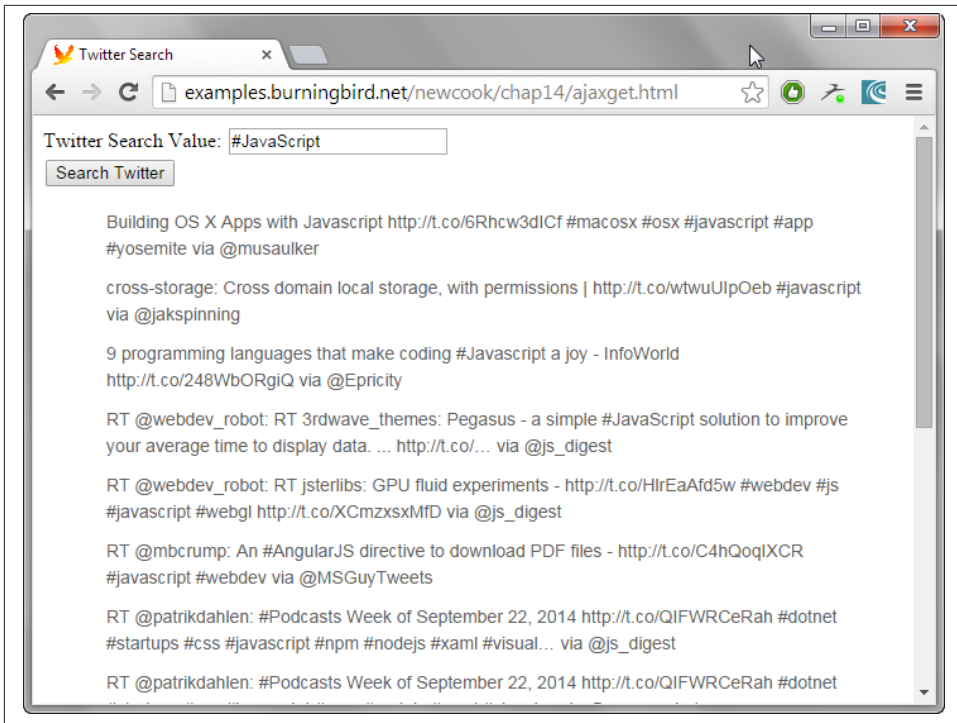 Twitter Search
examples.burningbird.net/newcook/chap14/ajaxget.html
Twitter Search Value: #JavaScript
Search Twitter
Building OS X Apps with Javascript http://t.co/6Rhcw3dICf #macosx #osx #javascript #app
#yosemite via @musaulker
cross-storage: Cross domain local storage, with permissions | http://t.co/wtwuUIpOeb #javascript
via @jakspinning
9 programming languages that make coding #Javascript a joy - InfoWorld
http://t.co/248WbORgiQ via @Epricity
RT @webdev_robot: RT 3rdwave_themes: Pegasus - a simple #JavaScript solution to improve
your average time to display data. ... http://t.co/… via @js_digest
RT @webdev_robot: RT jsterlibs: GPU fluid experiments - http://t.co/HIrEaAfd5w #webdev #js
#javascript #webgl http://t.co/XCmzxsxMfD via @js_digest
RT @mbcrump: An #AngularJS directive to download PDF files - http://t.co/C4hQoqIXCR
#javascript #webdev via @MSGuyTweets
RT @patrikdahlen: #Podcasts Week of September 22, 2014 http://t.co/QIFWRCeRah #dotnet
#startups #css #javascript #npm #nodejs #xaml #visual… via @js_digest
RT @patrikdahlen: #Podcasts Week of September 22, 2014 http://t.co/QIFWRCeRah #dotnet